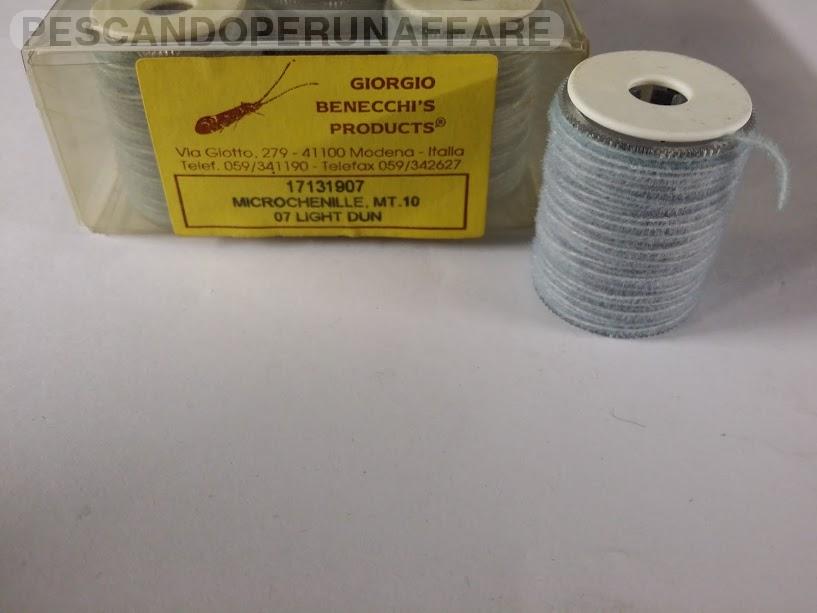 PESCANDOPERUNAFFARE
GIORGIO
BENECCHI'S
PRODUCTS®
Via Giotto, 279 - 41100 Modena - Italia
Telef. 059/341190 - Telefax 059/342627
17131907
MICROCHENILLE, MT.10
07 LIGHT DUN